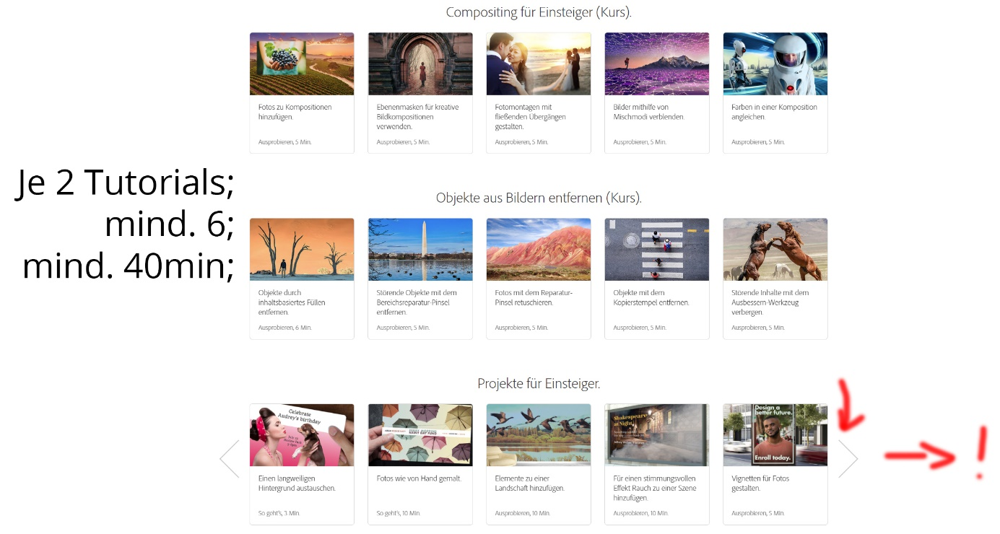 Compositing für Einsteiger (Kurs).
Fotos zu Kompositionen
hinzufügen.
Ausprobieren, 5 Min.
Ebenenmasken für kreative
Bildkompositionen
verwenden.
Ausprobieren, 5 Min.
Fotomontagen mit
fließenden Übergängen
gestalten.
Ausprobieren, 5 Min.
Bilder mithilfe von
Mischmodi verblenden.
Ausprobieren, 5 Min.
Farben in einer Komposition
angleichen.
Ausprobieren, 5 Min.
Je 2 Tutorials;
mind. 6;
mind. 40min;
Objekte aus Bildern entfernen (Kurs).
Objekte durch
inhaltsbasiertes Füllen
entfernen.
Ausprobieren, 6 Min.
Störende Objekte mit dem
Bereichsreparatur-Pinsel
entfernen.
Ausprobieren, 5 Min.
Fotos mit dem Reparatur-
Pinsel retuschieren.
Ausprobieren, 5 Min.
Objekte mit dem
Kopierstempel entfernen.
Ausprobieren, 5 Min.
Störende Inhalte mit dem
Ausbessern-Werkzeug
verbergen.
Ausprobieren, 5 Min.
Projekte für Einsteiger.
Celebrate
Audrey's birthday
Einen langweiligen
Hintergrund austauschen.
So geht's, 3 Min.
Fotos wie von Hand gemalt.
So geht's, 10 Min.
Elemente zu einer
Landschaft hinzufügen.
Ausprobieren, 10 Min.
Shakespeare
at Night
Für einen stimmungsvollen
Effekt Rauch zu einer Szene
hinzufügen.
Ausprobieren, 10 Min.
Design a
better future.
Enroll today.
Vignetten für Fotos
gestalten.
Ausprobieren, 5 Min.
!